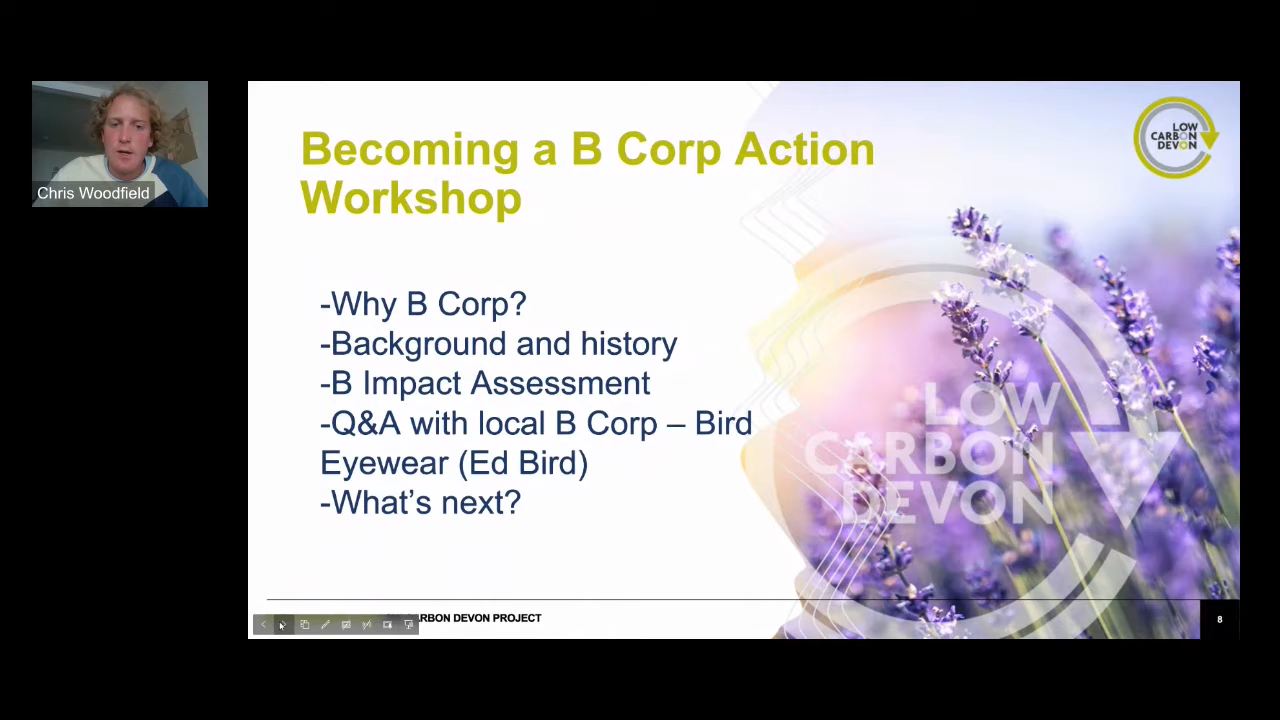 Chris Woodfield
Becoming a B Corp Action
Workshop
LOW
CARBON
DEVON
-Why B Corp?
-Background and history
-B Impact Assessment
-Q&A with local B Corp – Bird
Eyewear (Ed Bird)
-What's next?
LOW
CARBON
DEVON
DEVON PROJECT
8